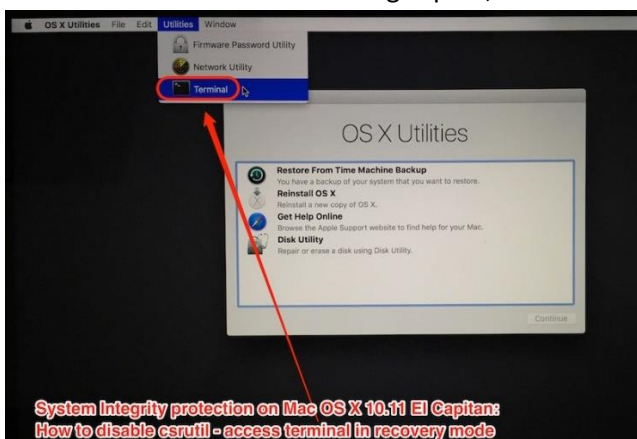 OS X Utilities File Edit Utilities Window
Firmware Password Utility
Network Utility
Terminal
OS X Utilities
Restore From Time Machine Backup
You have a backup of your system that you want to restore.
Reinstall OS X
Reinstall a new copy of OS X.
Get Help Online
Browse the Apple Support website to find help for your Mac.
Disk Utility
Repair or erase a disk using Disk Utility.
Continue
System Integrity protection on Mac OS X 10.11 El Capitan:
How to disable csrutil - access terminal in recovery mode